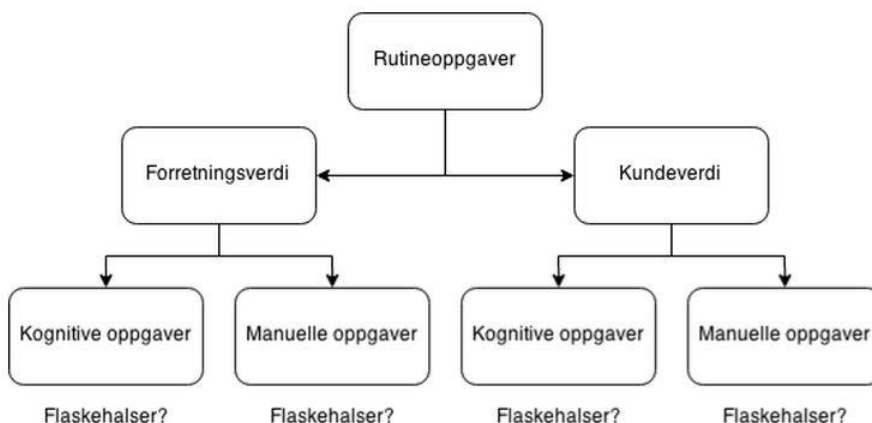 Rutineoppgaver
Forretningsverdi
Kundeverdi
Kognitive oppgaver
Manuelle oppgaver
Kognitive oppgaver
Manuelle oppgaver
Flaskehalser?
Flaskehalser?
Flaskehalser?
Flaskehalser?